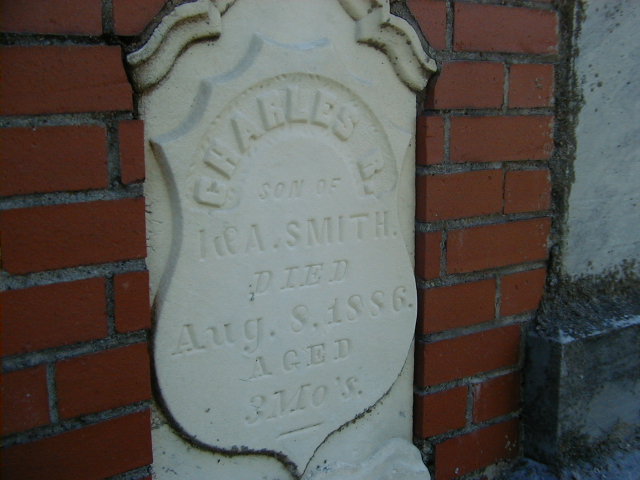 CHARLES R.
SON OF
I & A. SMITH.
DIED
Aug. 8, 1886.
AGED
3 Mo's.